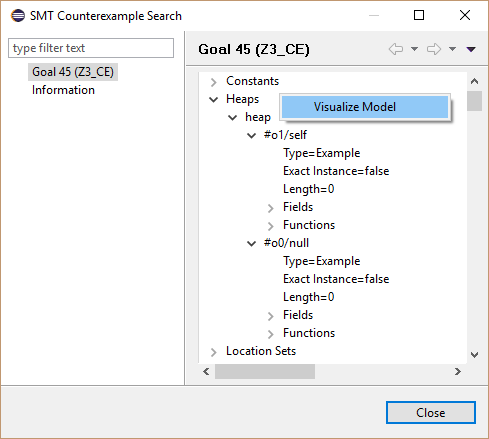 SMT Counterexample Search
type filter text
Goal 45 (Z3_CE)
Information
Goal 45 (Z3_CE)
Constants
Heaps
Visualize Model
heap
#o1/self
Type=Example
Exact Instance=false
Length=0
Fields
Functions
#o0/null
Type=Example
Exact Instance=false
Length=0
Fields
Functions
Location Sets
Close